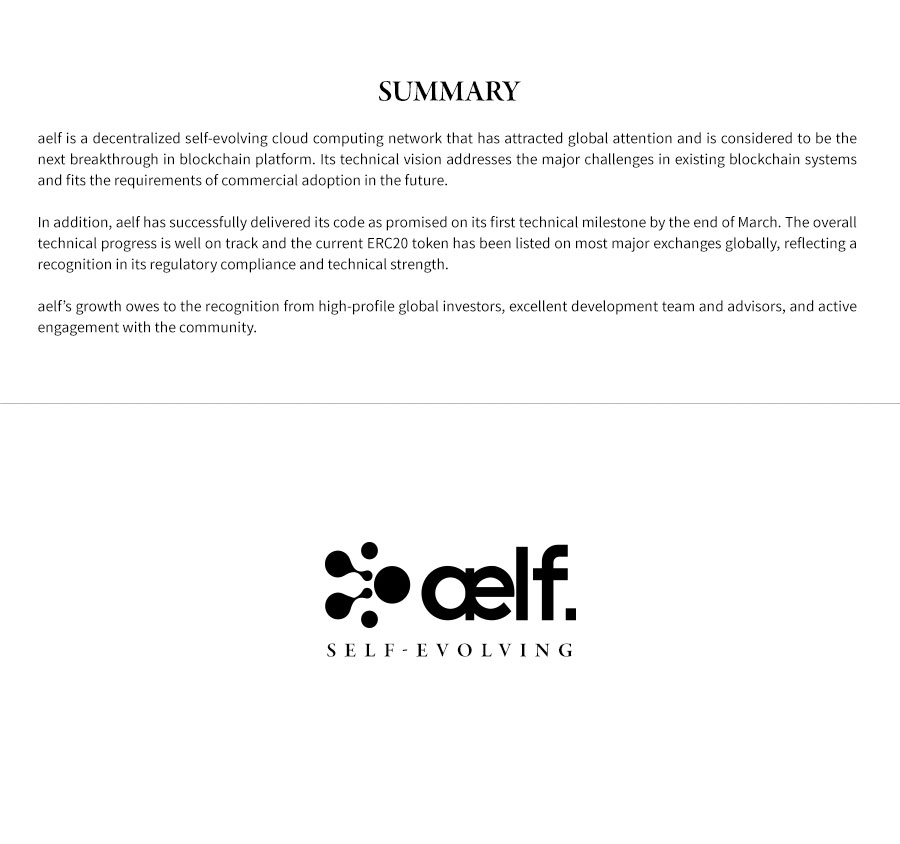 SUMMARY
aelf is a decentralized self-evolving cloud computing network that has attracted global attention and is considered to be the
next breakthrough in blockchain platform. Its technical vision addresses the major challenges in existing blockchain systems
and fits the requirements of commercial adoption in the future.
In addition, aelf has successfully delivered its code as promised on its first technical milestone by the end of March. The overall
technical progress is well on track and the current ERC20 token has been listed on most major exchanges globally, reflecting a
recognition in its regulatory compliance and technical strength.
aelf’s growth owes to the recognition from high-profile global investors, excellent development team and advisors, and active
engagement with the community.
ælf.
SELF-EVOLVING